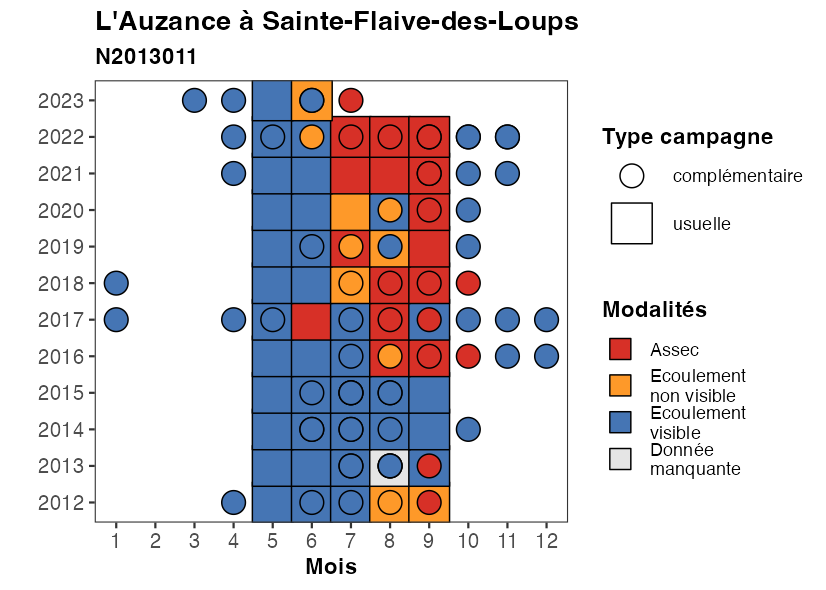 L'Auzance à Sainte-Flaive-des-Loups
N2013011
2023
2022
2021
2020
2019
2018
2017
2016
2015
2014
2013
2012
1 2 3 4 5 6 7 8 9 10 11 12
Mois
Type campagne
complémentaire
usuelle
Modalités
Assec
Ecoulement
non visible
Ecoulement
visible
Donnée
manquante